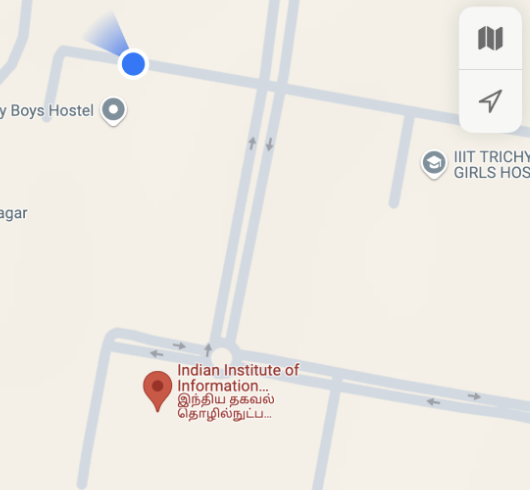 y Boys Hostel
IIIT TRICHY
GIRLS HOS
agar
Indian Institute of
Information...
இந்திய தகவல்
தொழில்நுட்ப...